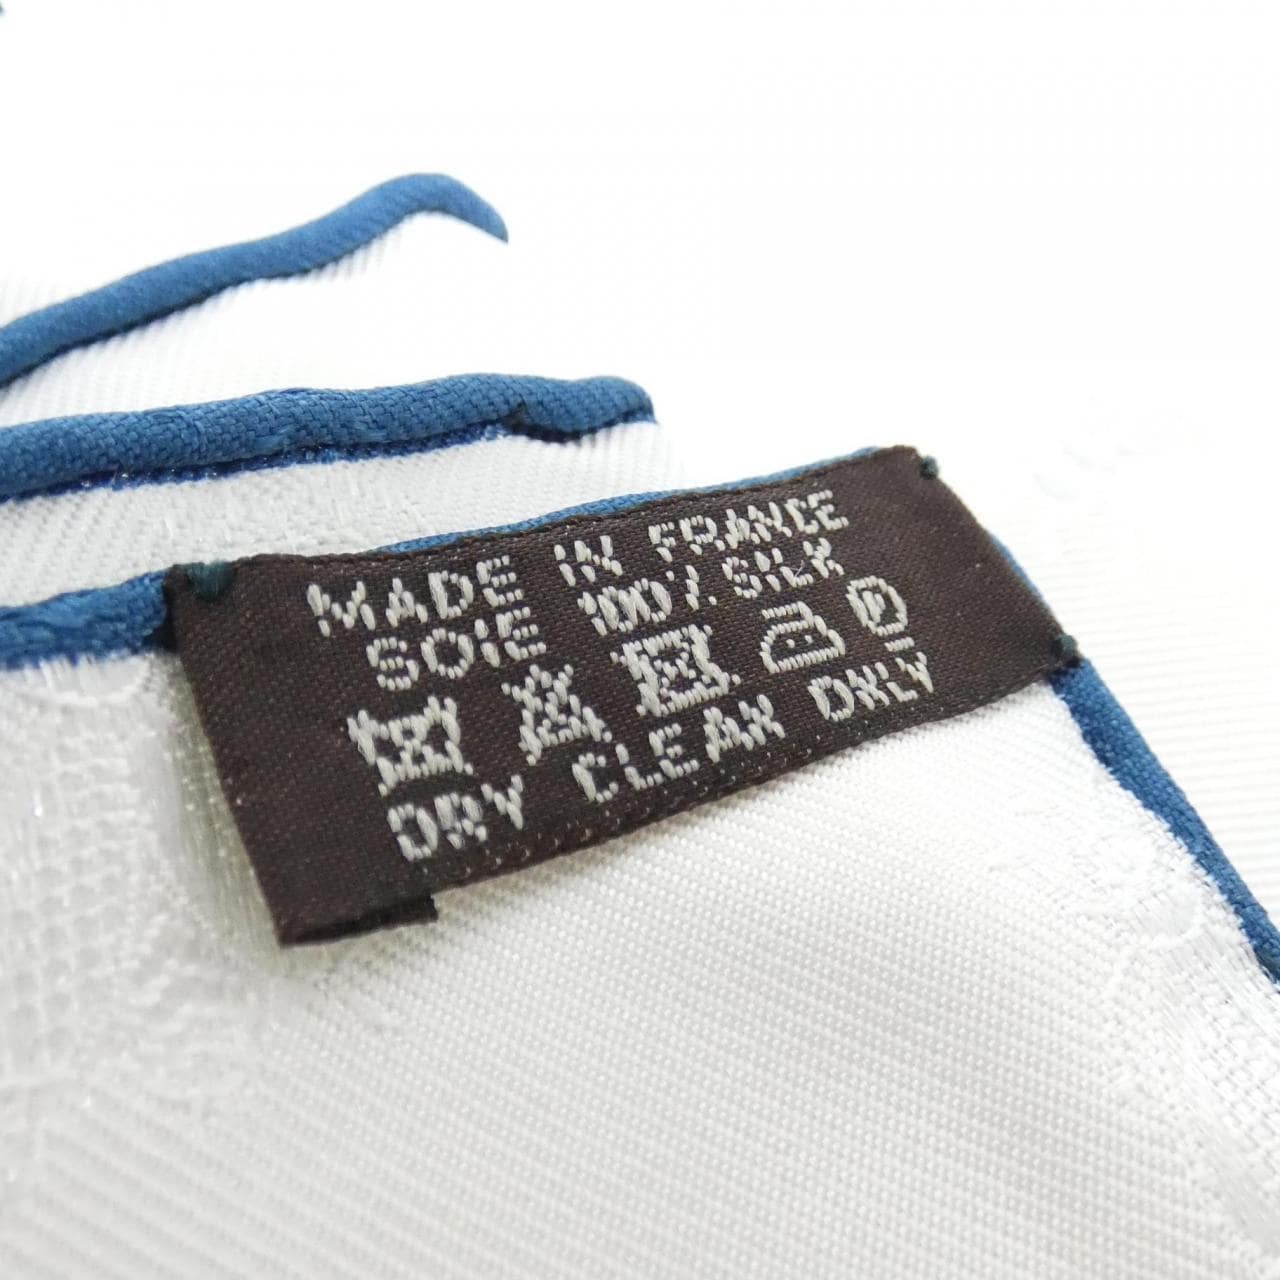 MADE IN FRANCE
SOIE 100% SILK
P
DRY CLEAN ONLY